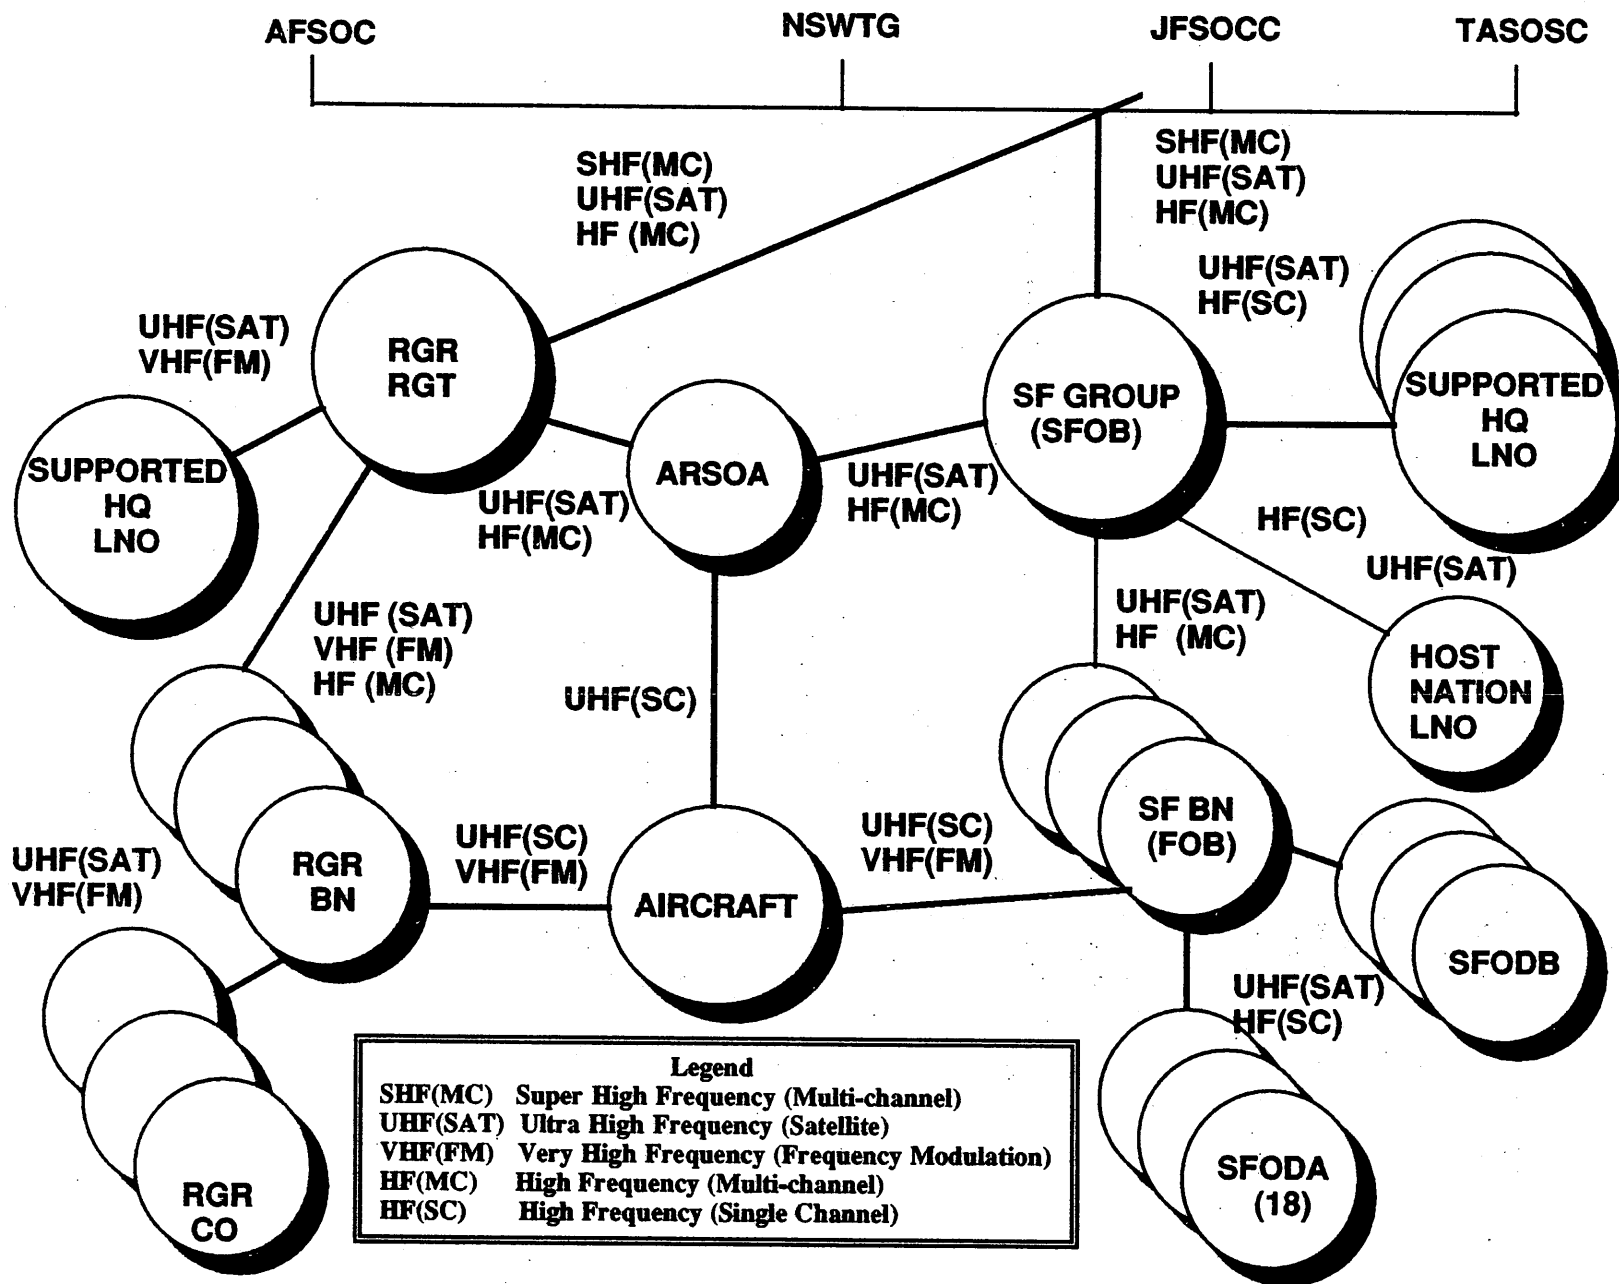 AFSOC
NSWTG
JFSOCC
TASOSC
SHF(MC)
UHF(SAT)
HF (MC)
SHF(MC)
UHF(SAT)
HF(MC)
UHF(SAT)
HF(SC)
UHF(SAT)
VHF(FM)
RGR
RGT
SF GROUP
(SFOB)
SUPPORTED
HQ
LNO
SUPPORTED
HQ
LNO
ARSOA
UHF(SAT)
HF(MC)
UHF(SAT)
HF(MC)
HF(SC)
UHF(SAT)
UHF (SAT)
VHF (FM)
HF (MC)
UHF(SAT)
HF (MC)
HOST
NATION
LNO
UHF(SC)
SF BN
(FOB)
UHF(SC)
VHF(FM)
UHF(SC)
VHF(FM)
UHF(SAT)
VHF(FM)
RGR
BN
AIRCRAFT
SFODB
UHF(SAT)
HF(SC)
RGR
CO
SFODA
(18)
Legend
SHF(MC) Super High Frequency (Multi-channel)
UHF(SAT) Ultra High Frequency (Satellite)
VHF(FM) Very High Frequency (Frequency Modulation)
HF(MC) High Frequency (Multi-channel)
HF(SC) High Frequency (Single Channel)